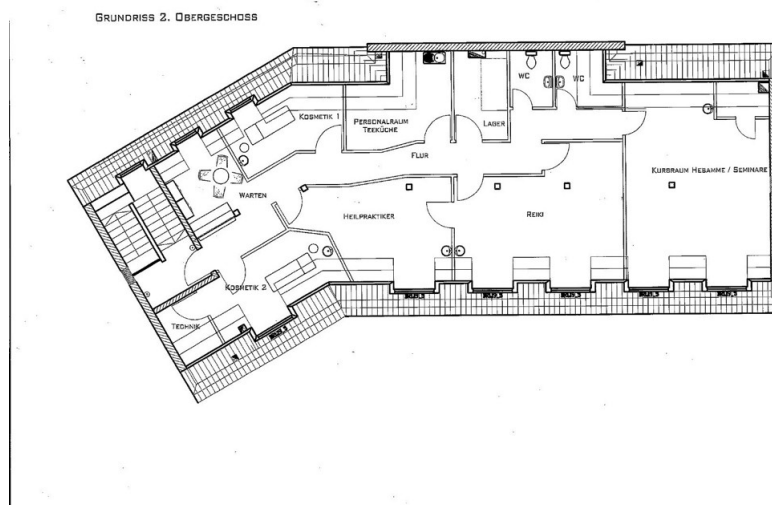 GRUNDRISS 2. OBERGESCHOSS
WC
WC
KOSMETIK 1
PERSONALRAUM
TEEKÜCHE
LAGER
FLUR
KURSRAUM HEBAMME / SEMINARE
WARTEN
HEILPRAKTIKER
REIKI
KOSMETIK 2
TECHNIK